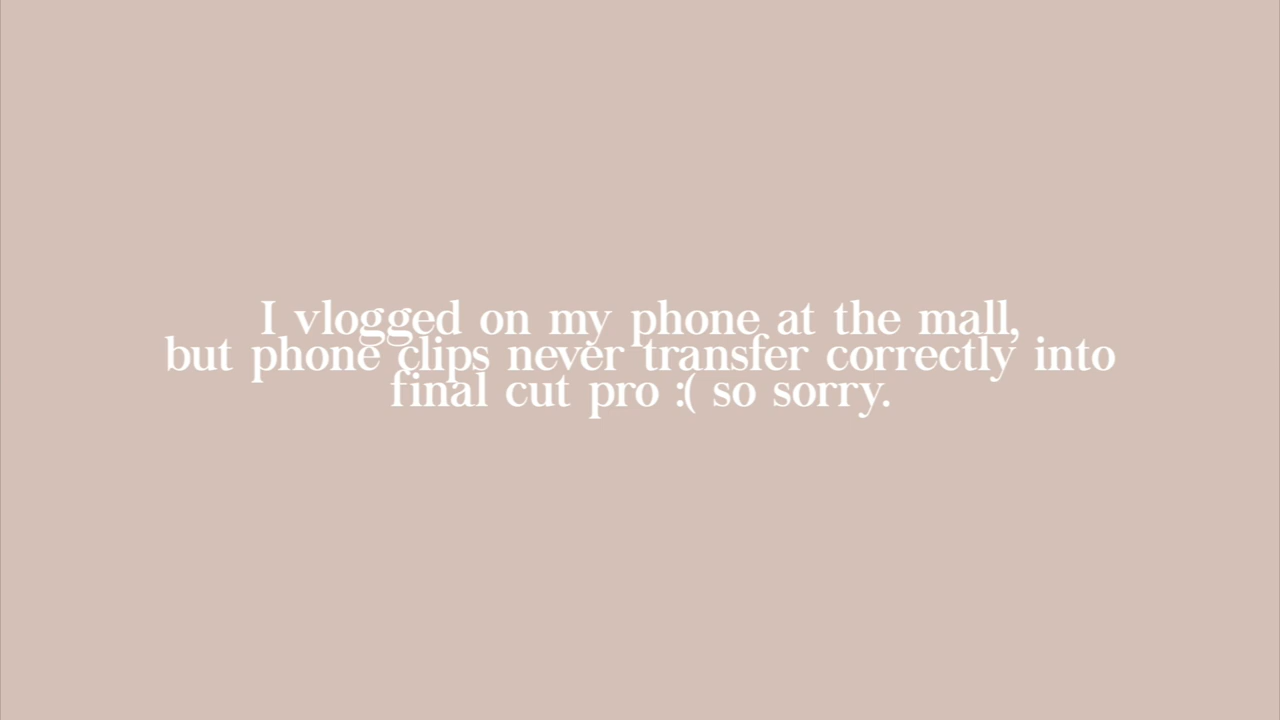 I vlogged on my phone at the mall,
but phone clips never transfer correctly into
final cut pro :( so sorry.